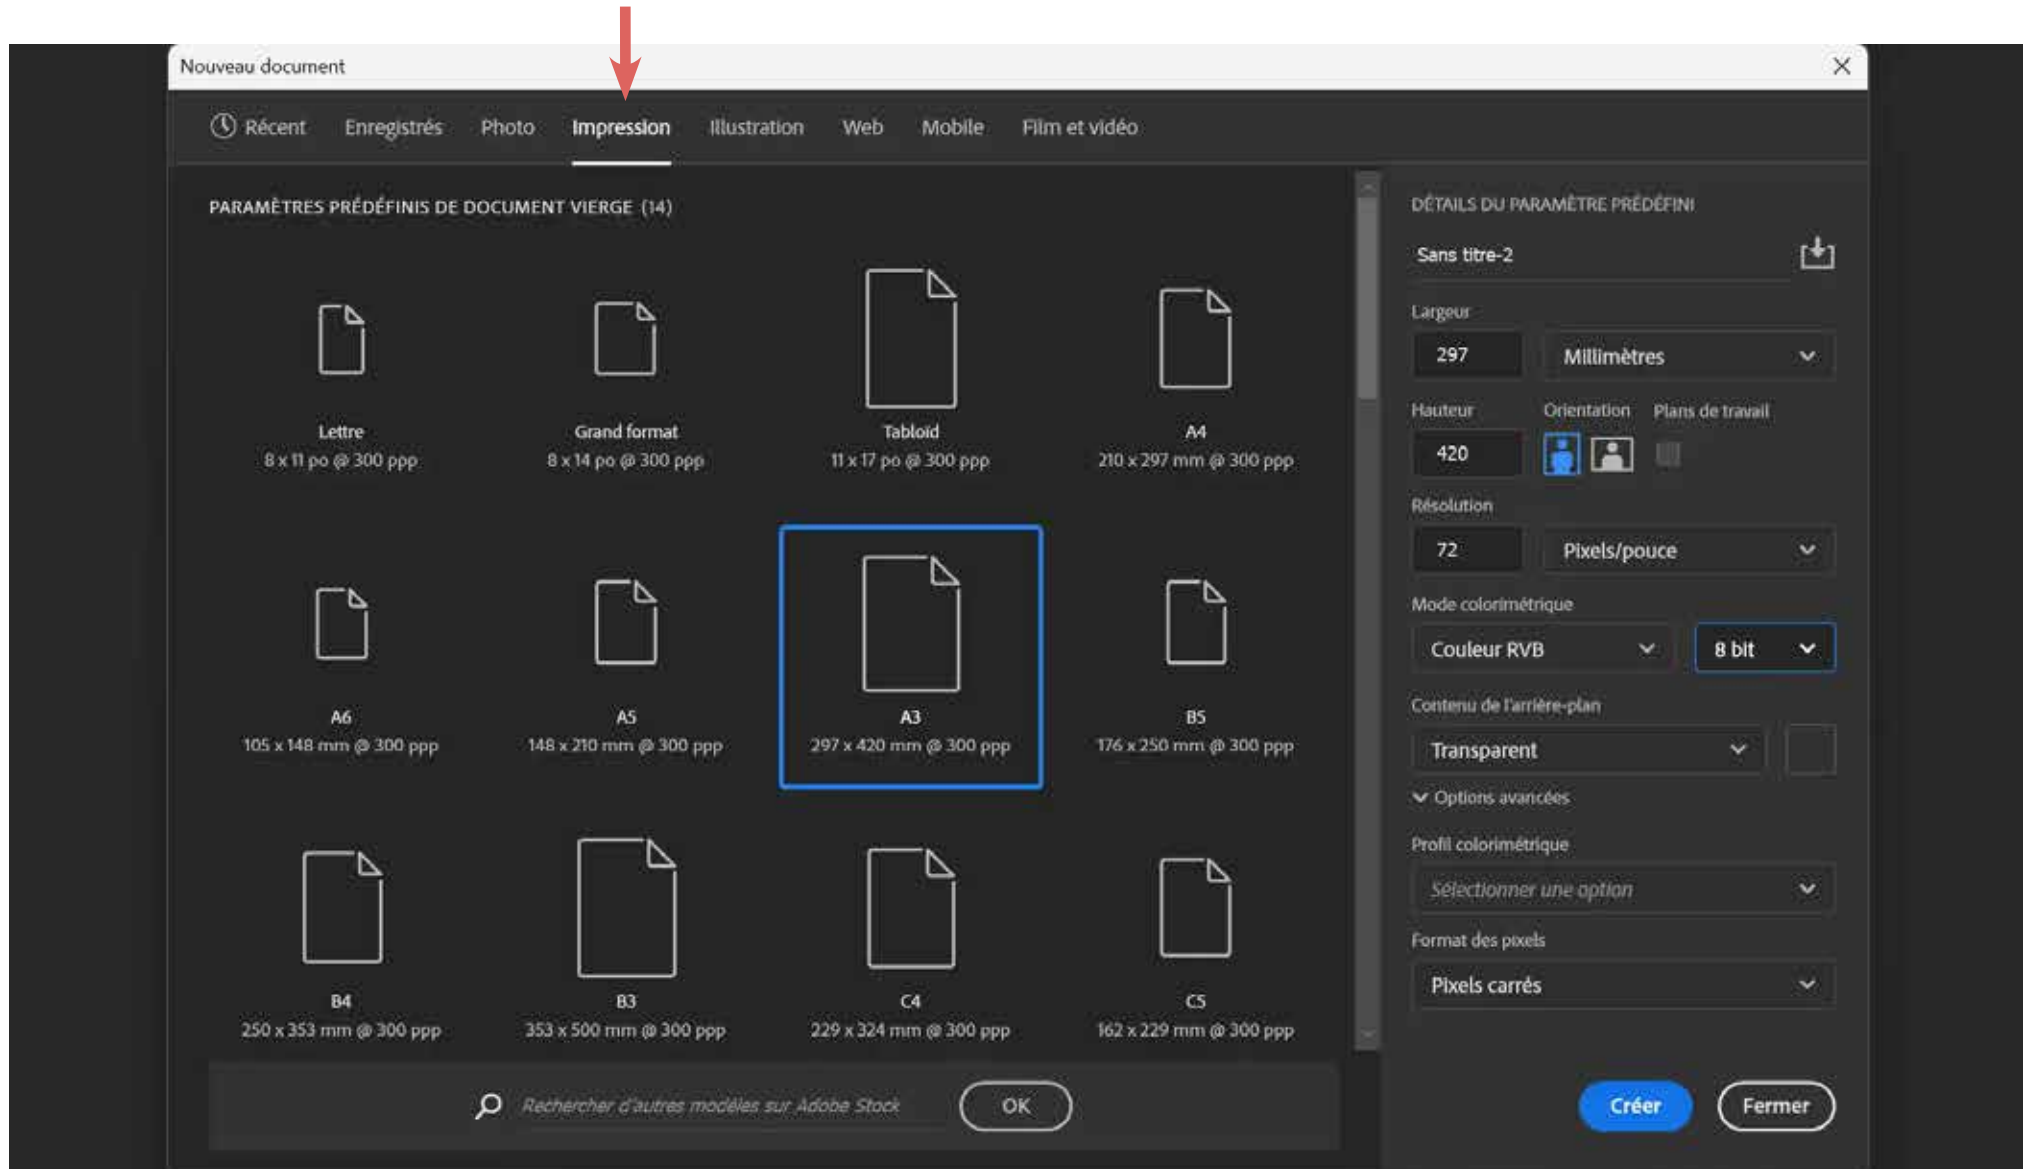 Nouveau document
Récent Enregistrés Photo Impression Illustration Web Mobile Film et vidéo
PARAMÈTRES PRÉDÉFINIS DE DOCUMENT VIERGE (14)
Lettre
8 x 11 po @ 300 ppp
Grand format
8 x 14 po @ 300 ppp
Tabloïd
11 x 17 po @ 300 ppp
A4
210 x 297 mm @ 300 ppp
A6
105 x 148 mm @ 300 ppp
A5
148 x 210 mm @ 300 ppp
A3
297 x 420 mm @ 300 ppp
B5
176 x 250 mm @ 300 ppp
B4
250 x 353 mm @ 300 ppp
B3
353 x 500 mm @ 300 ppp
C4
229 x 324 mm @ 300 ppp
C5
162 x 229 mm @ 300 ppp
Rechercher d'autres modèles sur Adobe Stock
OK
DÉTAILS DU PARAMÈTRE PRÉDÉFINI
Sans titre-2
Largeur
297 Millimètres
Hauteur Orientation Plans de travail
420
Résolution
72 Pixels/pouce
Mode colorimétrique
Couleur RVB 8 bit
Contenu de l'arrière-plan
Transparent
Options avancées
Profil colorimétrique
Sélectionner une option
Format des pixels
Pixels carrés
Créer Fermer